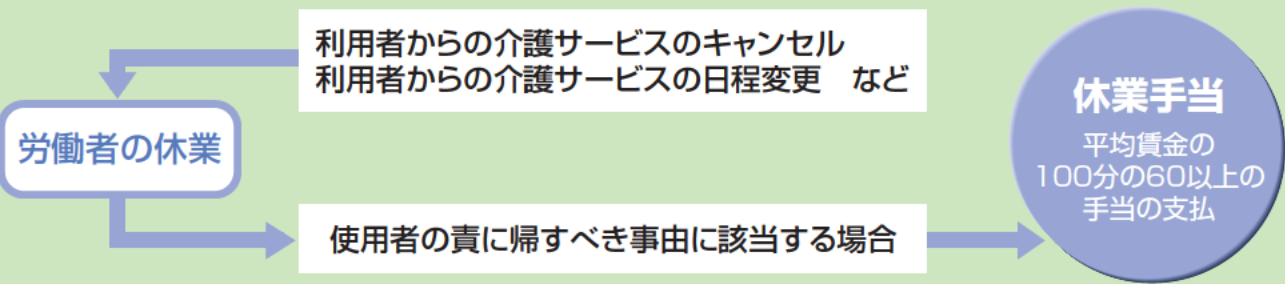 利用者からの介護サービスのキャンセル
利用者からの介護サービスの日程変更　など
労働者の休業
使用者の責に帰すべき事由に該当する場合
休業手当
平均賃金の
100分の60以上の
手当の支払